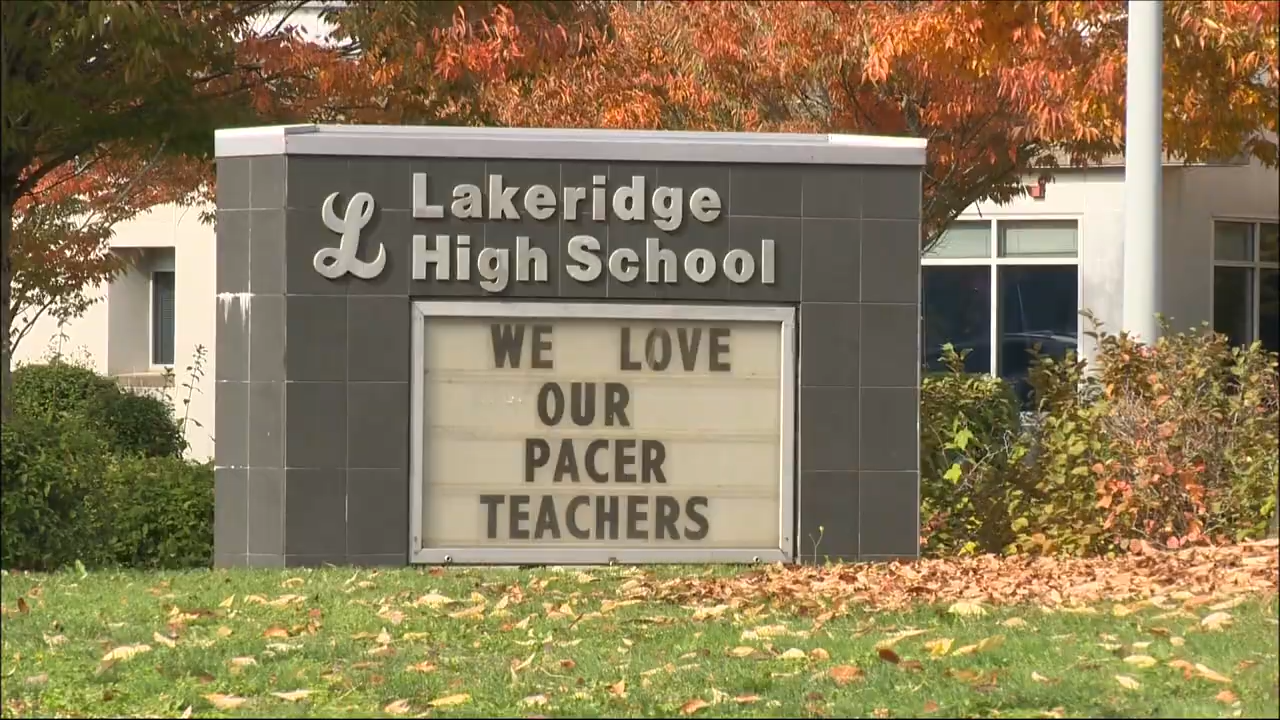 L
Lakeridge
High School
WE LOVE
OUR
PACER
TEACHERS